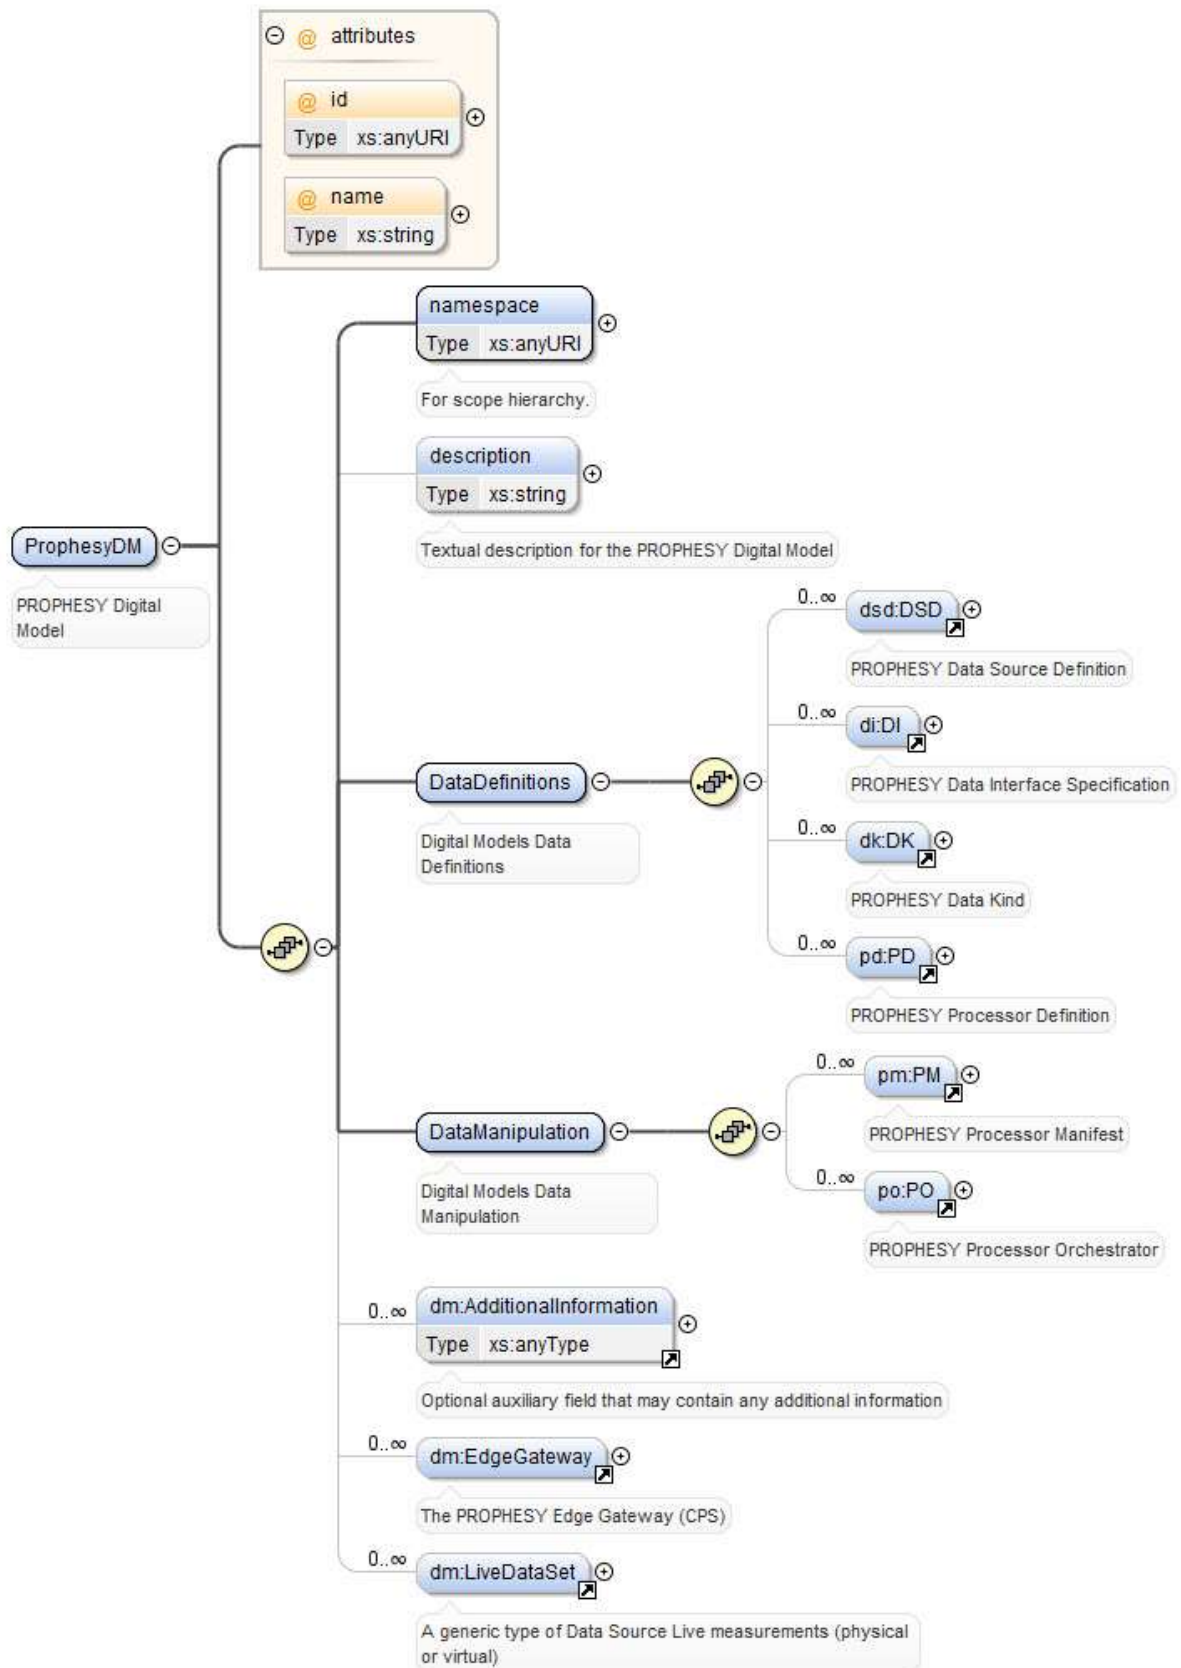 @ attributes
@ id
Type xs:anyURI
@ name
Type xs:string
namespace
Type xs:anyURI
For scope hierarchy.
description
Type xs:string
Textual description for the PROPHESY Digital Model
ProphesyDM
PROPHESY Digital
Model
0..∞
dsd:DSD
PROPHESY Data Source Definition
0..∞
di:DI
PROPHESY Data Interface Specification
DataDefinitions
Digital Models Data
Definitions
0..∞
dk:DK
PROPHESY Data Kind
0..∞
pd:PD
PROPHESY Processor Definition
0..∞
pm:PM
PROPHESY Processor Manifest
DataManipulation
Digital Models Data
Manipulation
0..∞
po:PO
PROPHESY Processor Orchestrator
0..∞
dm:AdditionalInformation
Type xs:anyType
Optional auxiliary field that may contain any additional information
0..∞
dm:EdgeGateway
The PROPHESY Edge Gateway (CPS)
0..∞
dm:LiveDataSet
A generic type of Data Source Live measurements (physical
or virtual)